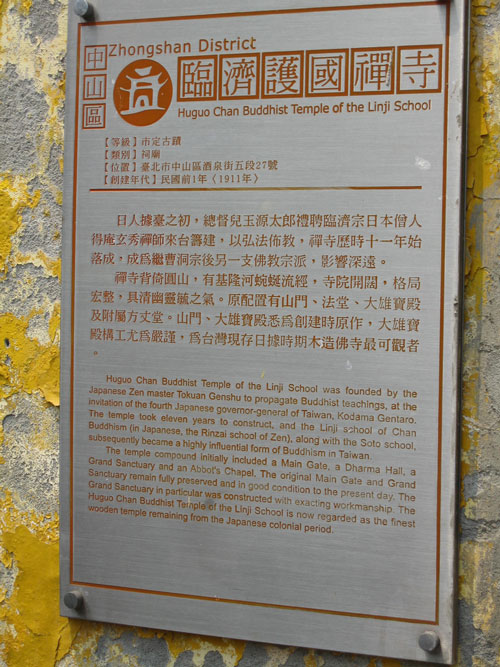 中山區
Zhongshan District
臨濟護國禪寺
Huguo Chan Buddhist Temple of the Linji School
【等級】市定古蹟
【類別】祠廟
【位置】臺北市中山區酒泉街五段27號
【創建年代】民國前1年〈1911年〉
日人據臺之初，總督兒玉源太郎禮聘臨濟宗日本僧人
得庵玄秀禪師來台籌建，以弘法佈教，禪寺歷時十一年始
落成，成爲繼曹洞宗後另一支佛教宗派，影響深遠。
禪寺背倚圓山，有基隆河蜿蜒流經，寺院開闊，格局
宏整，具清幽靈毓之氣。原配置有山門、法堂、大雄寶殿
及附屬方丈堂。山門、大雄寶殿悉爲創建時原作，大雄寶
殿構工尤爲嚴謹，爲台灣現存日據時期木造佛寺最可觀者
。
Huguo Chan Buddhist Temple of the Linji School was founded by the
Japanese Zen master Tokuan Genshu to propagate Buddhist teachings, at the
invitation of the fourth Japanese governor-general of Taiwan, Kodama Gentaro.
The temple took eleven years to construct, and the Linji school of Chan
Buddhism (in Japanese, the Rinzai school of Zen), along with the Soto school,
subsequently became a highly influential form of Buddhism in Taiwan.
The temple compound initially included a Main Gate, a Dharma Hall, a
Grand Sanctuary and an Abbot's Chapel. The original Main Gate and Grand
Sanctuary remain fully preserved and in good condition to the present day. The
Grand Sanctuary in particular was constructed with exacting workmanship. The
Huguo Chan Buddhist Temple of the Linji School is now regarded as the finest
wooden temple remaining from the Japanese colonial period.